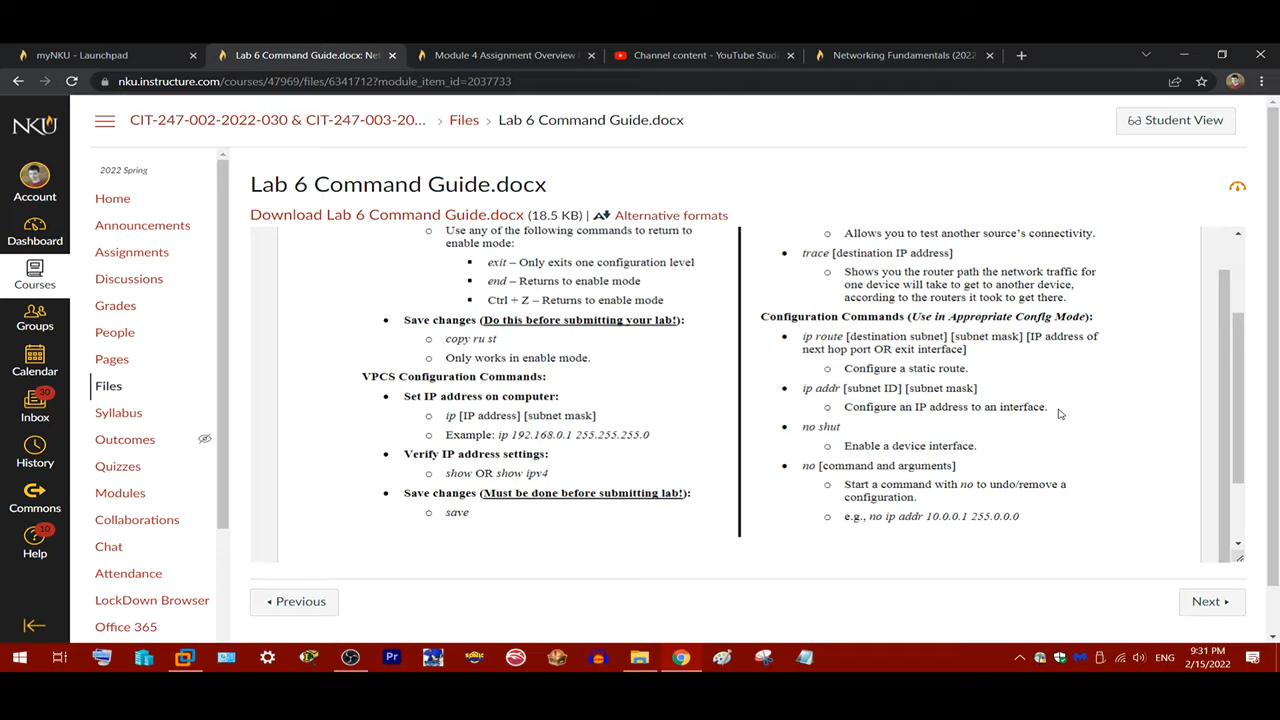 myNKU - Launchpad
Lab 6 Command Guide.docx: Net
Module 4 Assignment Overview
Channel content - YouTube Studi
Networking Fundamentals (2022
nku.instructure.com/courses/47969/files/6341712?module_item_id=2037733
NKU
CIT-247-002-2022-030 & CIT-247-003-20... › Files › Lab 6 Command Guide.docx
Student View
Account
Dashboard
Courses
Groups
Calendar
30
Inbox
History
Commons
10
Help
2022 Spring
Home
Announcements
Assignments
Discussions
Grades
People
Pages
Files
Syllabus
Outcomes
Quizzes
Modules
Collaborations
Chat
Attendance
LockDown Browser
Office 365
Lab 6 Command Guide.docx
Download Lab 6 Command Guide.docx (18.5 KB) | Alternative formats
Use any of the following commands to return to
enable mode:
exit – Only exits one configuration level
end – Returns to enable mode
Ctrl + Z – Returns to enable mode
Save changes (Do this before submitting your lab!):
copy ru st
Only works in enable mode.
VPCS Configuration Commands:
Set IP address on computer:
ip [IP address] [subnet mask]
Example: ip 192.168.0.1 255.255.255.0
Verify IP address settings:
show OR show ipv4
Save changes (Must be done before submitting lab!):
save
Allows you to test another source's connectivity.
trace [destination IP address]
Shows you the router path the network traffic for
one device will take to get to another device,
according to the routers it took to get there.
Configuration Commands (Use in Appropriate Config Mode):
ip route [destination subnet] [subnet mask] [IP address of
next hop port OR exit interface]
Configure a static route.
ip addr [subnet ID] [subnet mask]
Configure an IP address to an interface.
no shut
Enable a device interface.
no [command and arguments]
Start a command with no to undo/remove a
configuration.
e.g., no ip addr 10.0.0.1 255.0.0.0
Previous
Next
Pr
SONIC
ENG
9:31 PM
2/15/2022